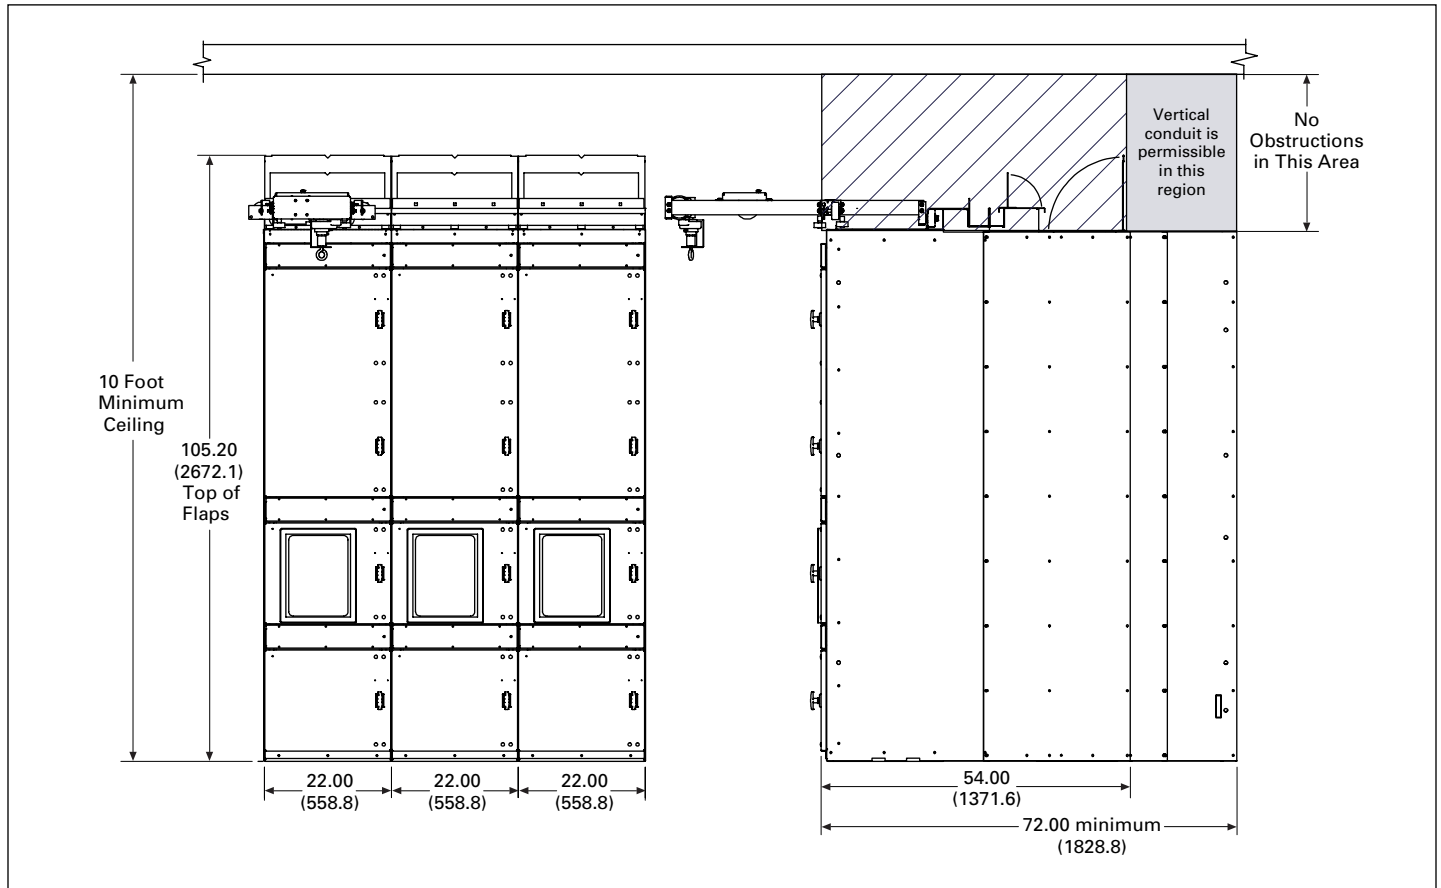 Vertical
conduit is
permissible
in this
region
No
Obstructions
in This Area
10 Foot
Minimum
Ceiling
105.20
(2672.1)
Top of
Flaps
22.00
(558.8)
22.00
(558.8)
22.00
(558.8)
54.00
(1371.6)
72.00 minimum
(1828.8)